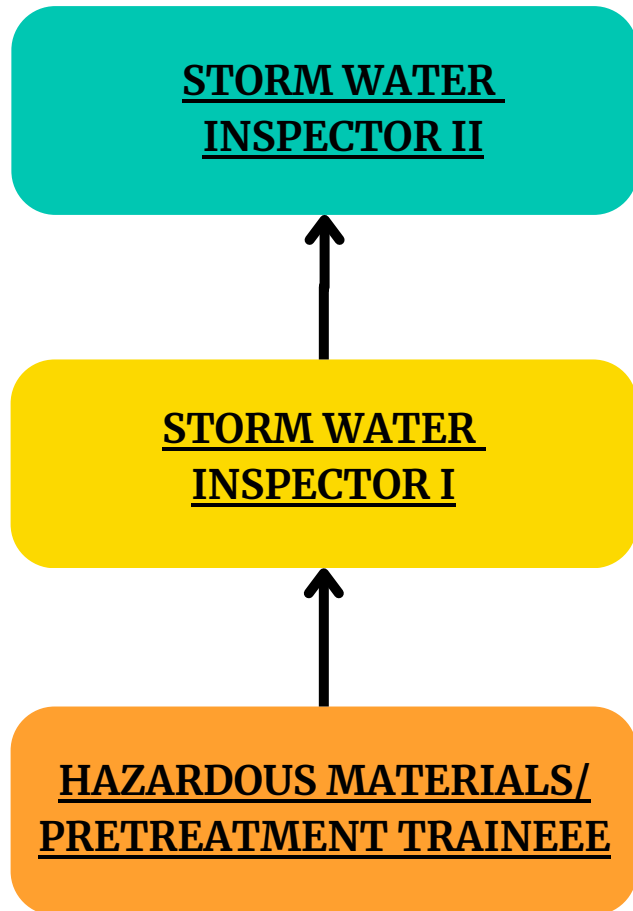 STORM WATER
INSPECTOR II
STORM WATER
INSPECTOR I
HAZARDOUS MATERIALS/
PRETREATMENT TRAINEEE